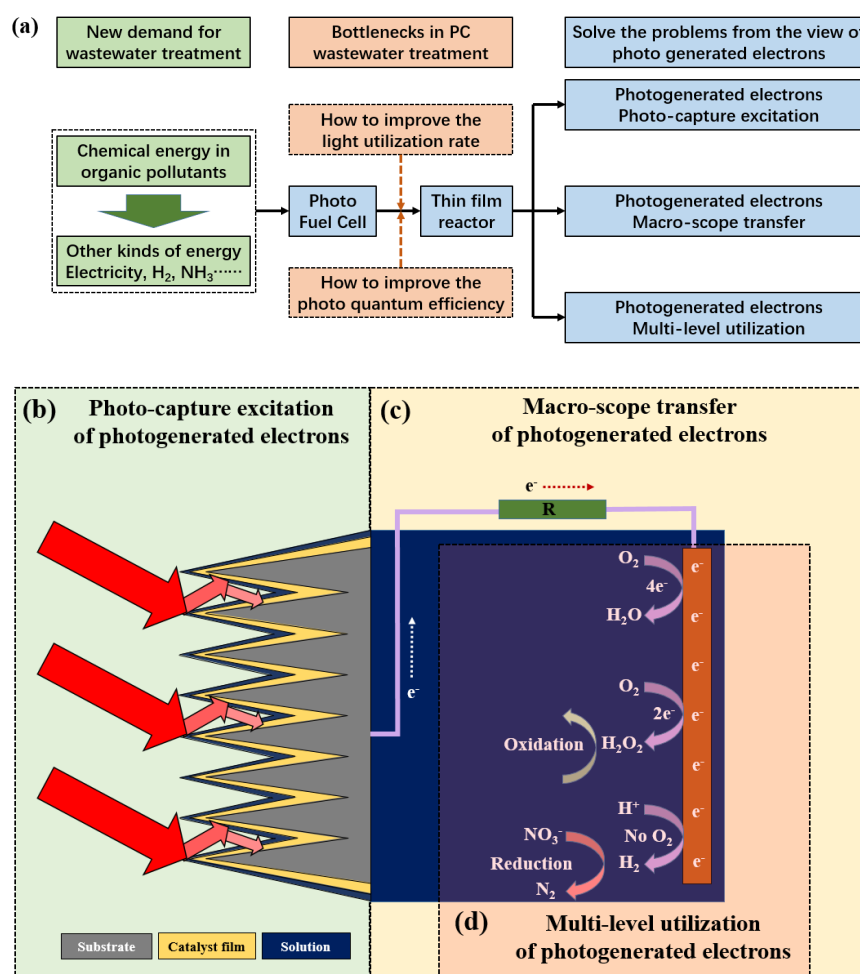 (a)
New demand for
wastewater treatment
Bottlenecks in PC
wastewater treatment
Solve the problems from the view of
photo generated electrons
Chemical energy in
organic pollutants
Other kinds of energy
Electricity, H₂, NH₃······
How to improve the
light utilization rate
Photo
Fuel Cell
Thin film
reactor
How to improve the
photo quantum efficiency
Photogenerated electrons
Photo-capture excitation
Photogenerated electrons
Macro-scope transfer
Photogenerated electrons
Multi-level utilization
(b)
Photo-capture excitation
of photogenerated electrons
Substrate
Catalyst film
Solution
(c)
Macro-scope transfer
of photogenerated electrons
e⁻
R
e⁻
O₂
4e⁻
H₂O
O₂
2e⁻
H₂O₂
Oxidation
H⁺
No O₂
H₂
NO₃⁻
Reduction
N₂
e⁻
e⁻
e⁻
e⁻
e⁻
e⁻
e⁻
(d)
Multi-level utilization
of photogenerated electrons